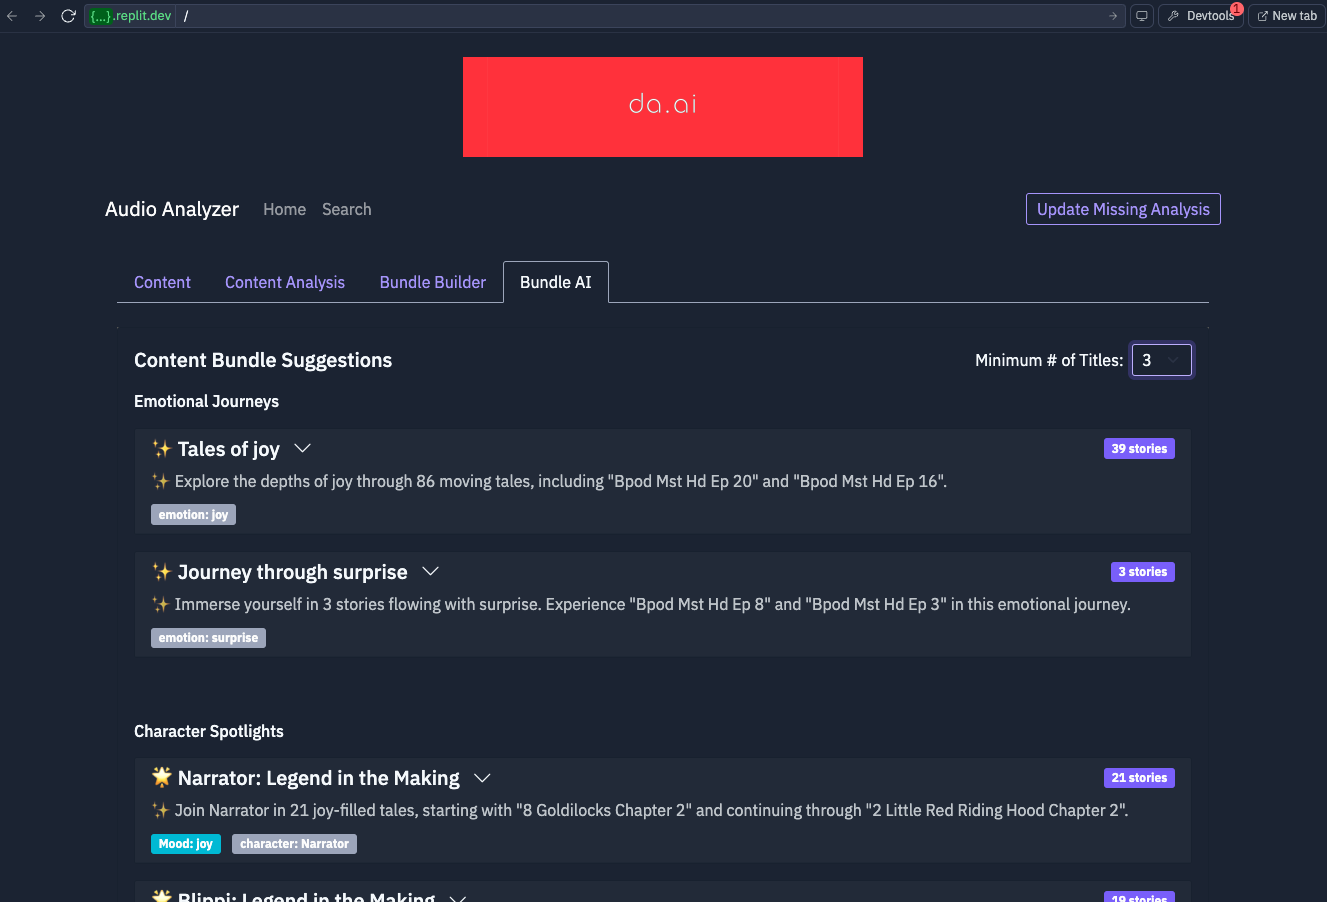 {...}.replit.dev /
Devtools 1
New tab
da.ai
Audio Analyzer Home Search Update Missing Analysis
Content Content Analysis Bundle Builder Bundle AI
Content Bundle Suggestions Minimum # of Titles: 3
Emotional Journeys
✨ Tales of joy 39 stories
✨ Explore the depths of joy through 86 moving tales, including "Bpod Mst Hd Ep 20" and "Bpod Mst Hd Ep 16".
emotion: joy
✨ Journey through surprise 3 stories
✨ Immerse yourself in 3 stories flowing with surprise. Experience "Bpod Mst Hd Ep 8" and "Bpod Mst Hd Ep 3" in this emotional journey.
emotion: surprise
Character Spotlights
🌟 Narrator: Legend in the Making 21 stories
✨ Join Narrator in 21 joy-filled tales, starting with "8 Goldilocks Chapter 2" and continuing through "2 Little Red Riding Hood Chapter 2".
Mood: joy character: Narrator
🌟 Blippi: Legend in the Making 19 stories